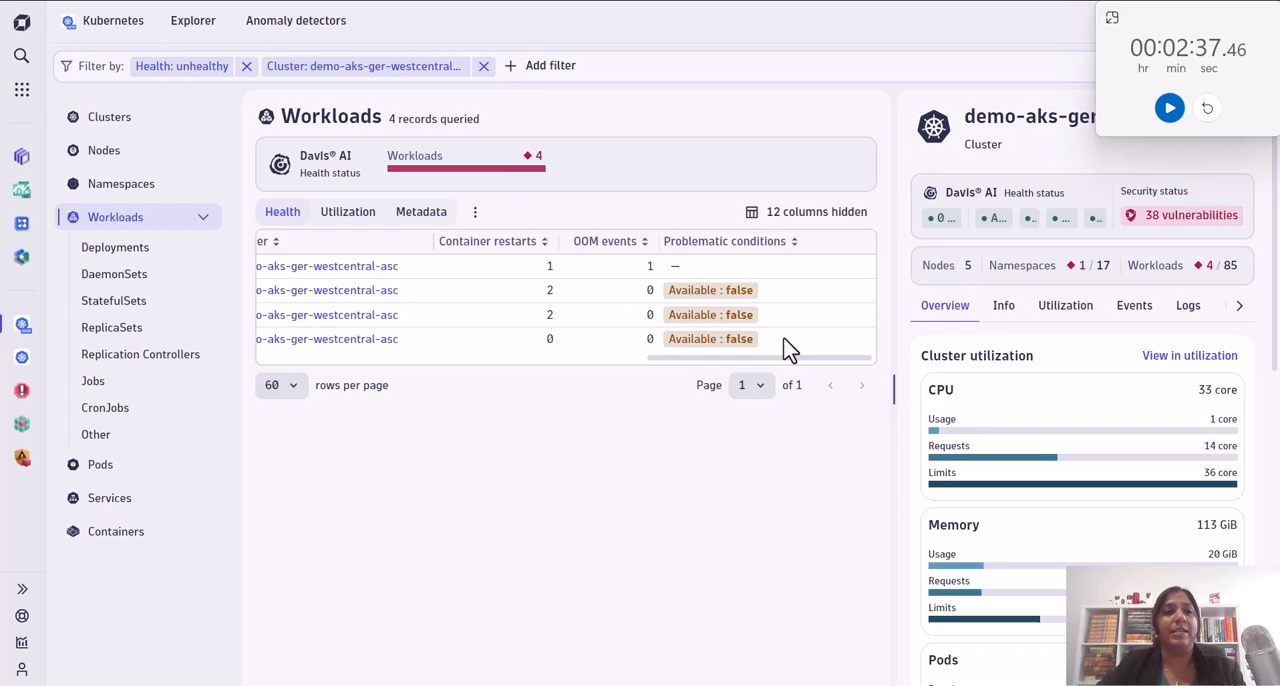 Kubernetes Explorer Anomaly detectors
00:02:37.46
hr min sec
Filter by: Health: unhealthy Cluster: demo-aks-ger-westcentral... Add filter
Clusters
Nodes
Namespaces
Workloads
Deployments
DaemonSets
StatefulSets
ReplicaSets
Replication Controllers
Jobs
CronJobs
Other
Pods
Services
Containers
Workloads 4 records queried
Davis® AI
Health status
Workloads 4
Health Utilization Metadata 12 columns hidden
er Container restarts OOM events Problematic conditions
o-aks-ger-westcentral-asc 1 1 —
o-aks-ger-westcentral-asc 2 0 Available : false
o-aks-ger-westcentral-asc 2 0 Available : false
o-aks-ger-westcentral-asc 0 0 Available : false
60 rows per page Page 1 of 1
demo-aks-ger
Cluster
Davis® AI Health status Security status
0 ... A... .. ... .. 38 vulnerabilities
Nodes 5 Namespaces 1 / 17 Workloads 4 / 85
Overview Info Utilization Events Logs
Cluster utilization View in utilization
CPU 33 core
Usage 1 core
Requests 14 core
Limits 36 core
Memory 113 GiB
Usage 20 GiB
Requests
Limits
Pods